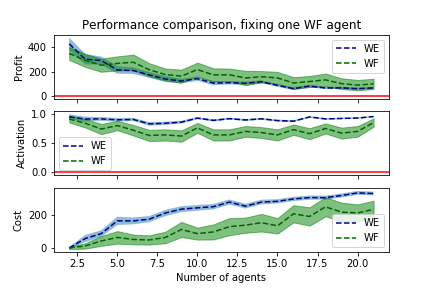 Performance comparison, fixing one WF agent
Profit
400
200
0
WE
WF
Activation
1.0
0.5
0.0
WE
WF
Cost
200
0
WE
WF
2.5 5.0 7.5 10.0 12.5 15.0 17.5 20.0
Number of agents